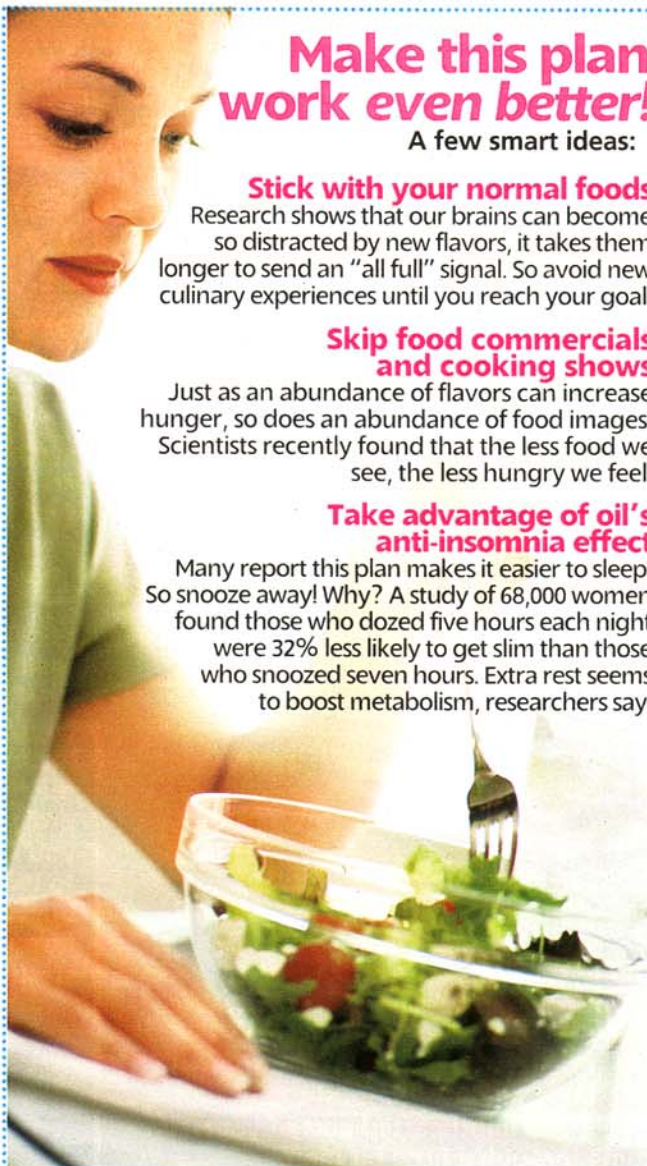 Make this plan
work even better!
A few smart ideas:
Stick with your normal foods
Research shows that our brains can become
so distracted by new flavors, it takes them
longer to send an “all full” signal. So avoid new
culinary experiences until you reach your goal
Skip food commercials
and cooking shows
Just as an abundance of flavors can increase
hunger, so does an abundance of food images
Scientists recently found that the less food we
see, the less hungry we feel
Take advantage of oil's
anti-insomnia effect
Many report this plan makes it easier to sleep
So snooze away! Why? A study of 68,000 women
found those who dozed five hours each night
were 32% less likely to get slim than those
who snoozed seven hours. Extra rest seems
to boost metabolism, researchers say